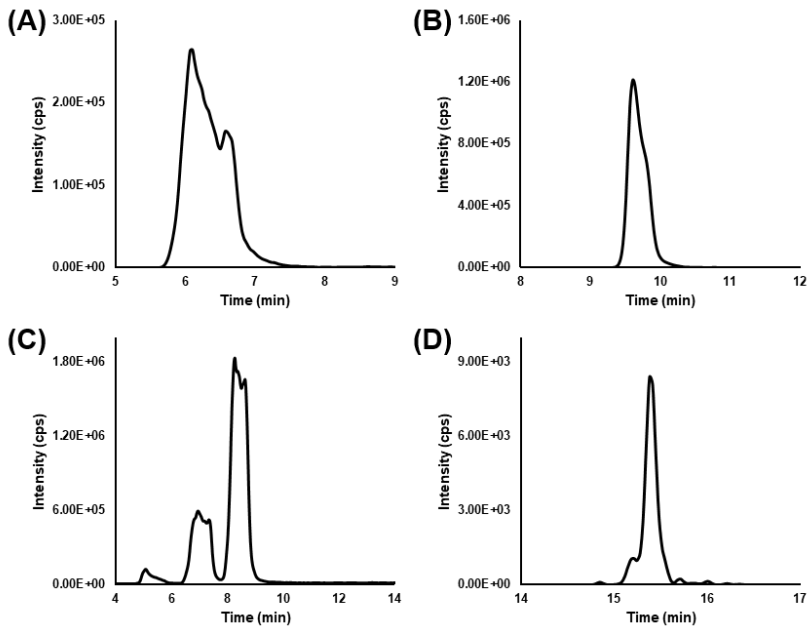 (A)
3.00E+05
2.00E+05
1.00E+05
0.00E+00
Intensity (cps)
5 6 7 8 9
Time (min)
(B)
1.60E+06
1.20E+06
8.00E+05
4.00E+05
0.00E+00
Intensity (cps)
8 9 10 11 12
Time (min)
(C)
1.80E+06
1.20E+06
6.00E+05
0.00E+00
Intensity (cps)
4 6 8 10 12 14
Time (min)
(D)
9.00E+03
6.00E+03
3.00E+03
0.00E+00
Intensity (cps)
14 15 16 17
Time (min)